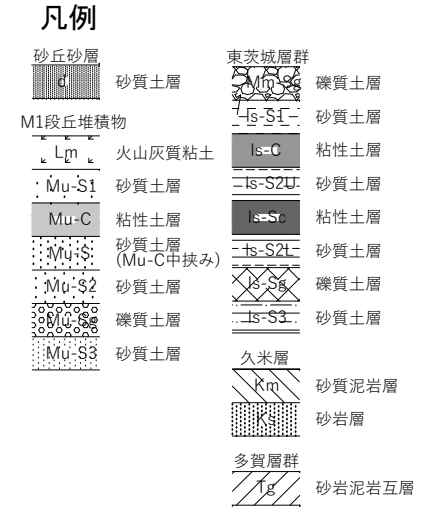 凡例
砂丘砂層
d 砂質土層
M1段丘堆積物
Lm 火山灰質粘土
Mu-S1 砂質土層
Mu-C 粘性土層
Mu-S 砂質土層
(Mu-C中挟み)
Mu-S2 砂質土層
Mu-Sg 礫質土層
Mu-S3 砂質土層
東茨城層群
Mm-Sg 礫質土層
Is-S1 砂質土層
Is-C 粘性土層
Is-S2U 砂質土層
Is-Sc 粘性土層
Is-S2L 砂質土層
Is-Sg 礫質土層
Is-S3 砂質土層
久米層
Km 砂質泥岩層
Ks 砂岩層
多賀層群
Tg 砂岩泥岩互層